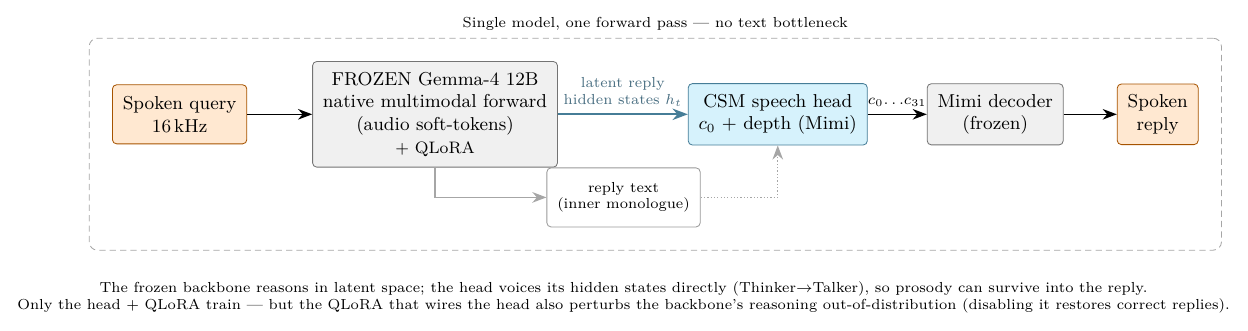 Single model, one forward pass — no text bottleneck
Spoken query
16 kHz
FROZEN Gemma-4 12B
native multimodal forward
(audio soft-tokens)
+ QLoRA
latent reply
hidden states hₜ
CSM speech head
c₀ + depth (Mimi)
c₀…c₃₁
Mimi decoder
(frozen)
Spoken
reply
reply text
(inner monologue)
The frozen backbone reasons in latent space; the head voices its hidden states directly (Thinker→Talker), so prosody can survive into the reply.
Only the head + QLoRA train — but the QLoRA that wires the head also perturbs the backbone's reasoning out-of-distribution (disabling it restores correct replies).